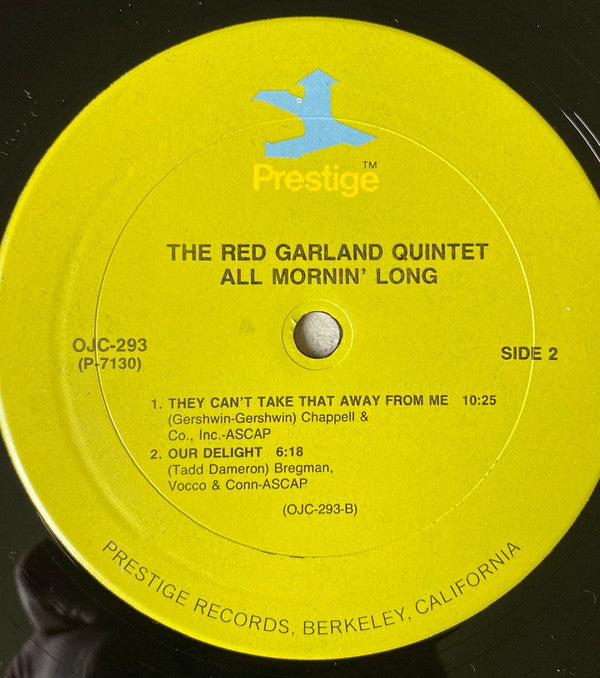 Prestige™
THE RED GARLAND QUINTET
ALL MORNIN' LONG
OJC-293
(P-7130)
SIDE 2
1. THEY CAN'T TAKE THAT AWAY FROM ME 10:25
(Gershwin-Gershwin) Chappell &
Co., Inc.-ASCAP
2. OUR DELIGHT 6:18
(Tadd Dameron) Bregman,
Vocco & Conn-ASCAP
(OJC-293-B)
PRESTIGE RECORDS, BERKELEY, CALIFORNIA